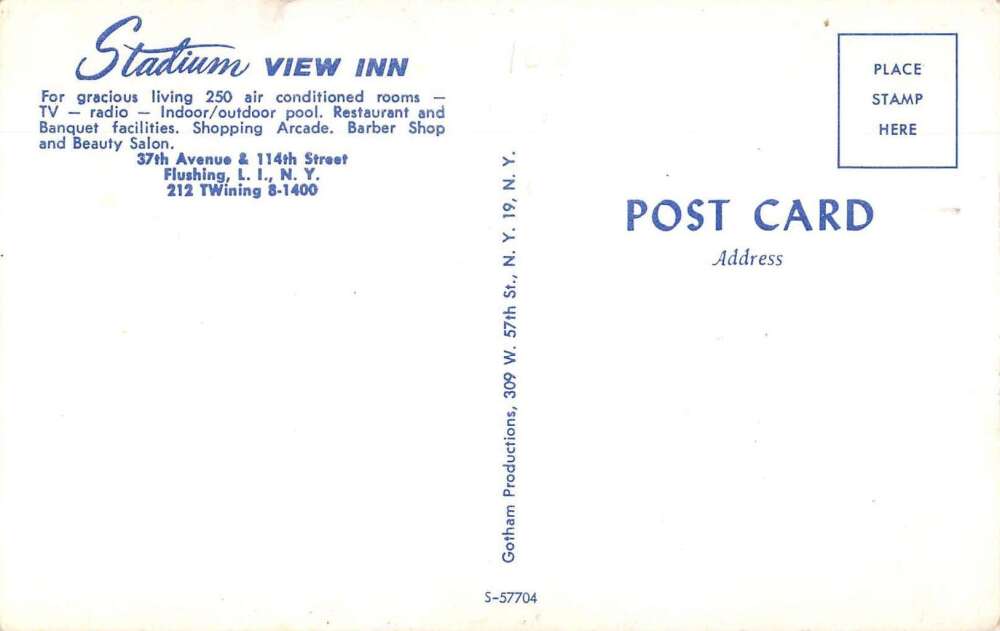 Stadium VIEW INN
For gracious living 250 air conditioned rooms —
TV — radio — Indoor/outdoor pool. Restaurant and
Banquet facilities. Shopping Arcade. Barber Shop
and Beauty Salon.
37th Avenue & 114th Street
Flushing, L. I., N. Y.
212 TWining 8-1400
Gotham Productions, 309 W. 57th St., N. Y. 19, N. Y.
S-57704
PLACE
STAMP
HERE
POST CARD
Address